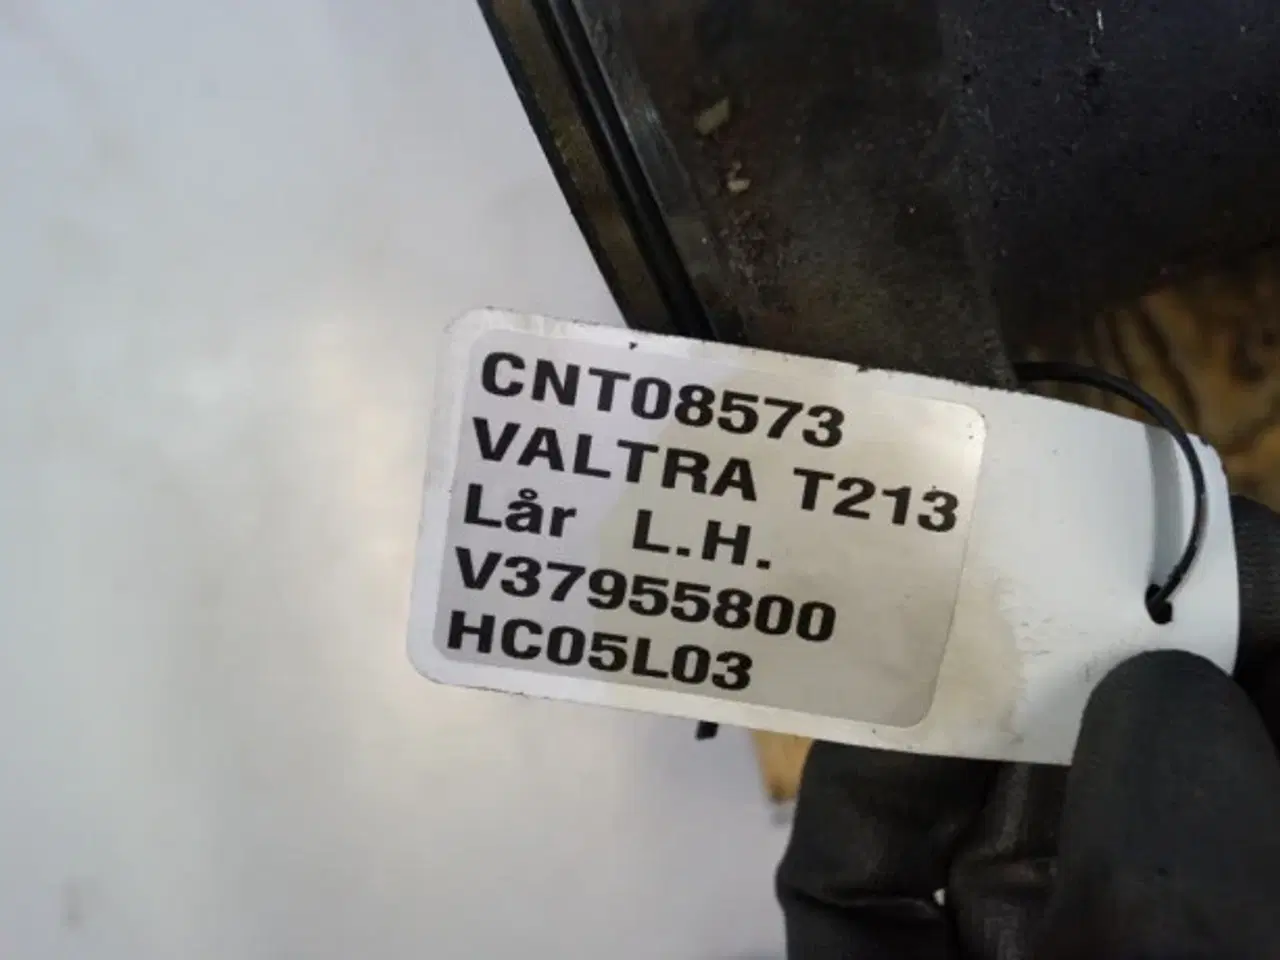 CNT08573
VALTRA T213
Lår L.H.
V37955800
HC05L03